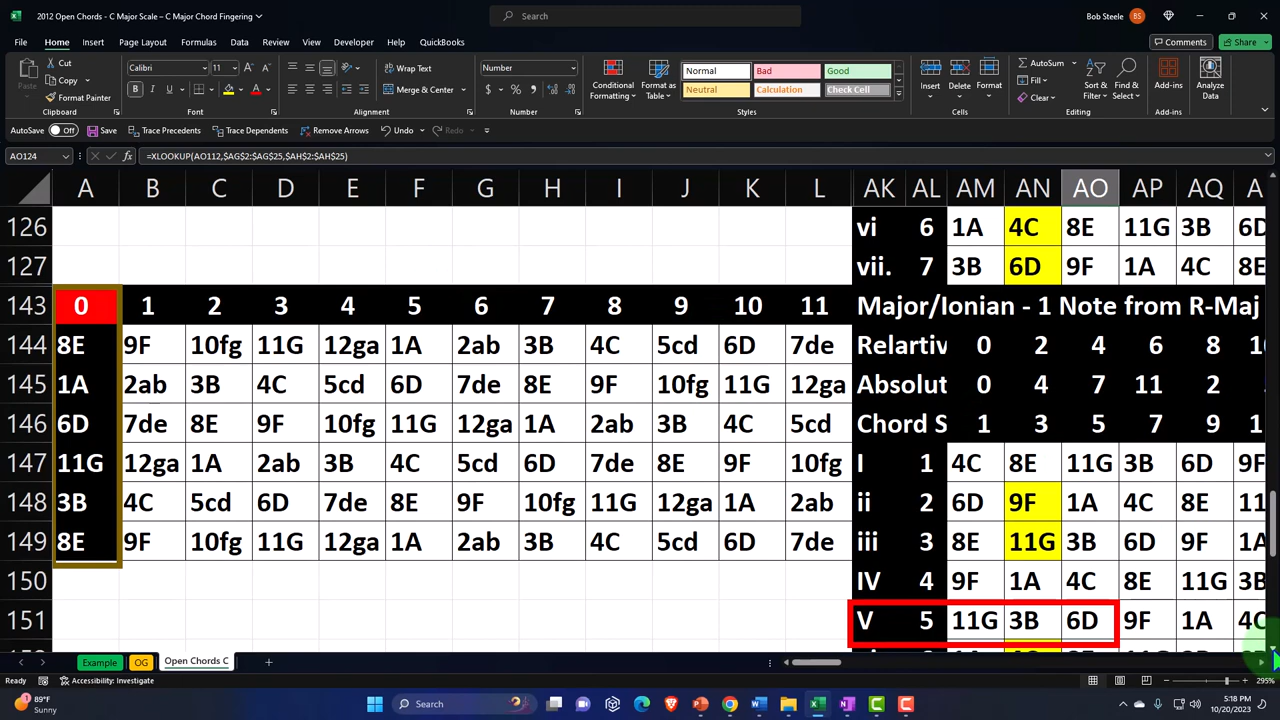 2012 Open Chords - C Major Scale – C Major Chord Fingering
Search
Bob Steele BS
File Home Insert Page Layout Formulas Data Review View Developer Help QuickBooks Comments Share
Cut
Copy
Format Painter
Paste
Clipboard
Calibri 11
B I U
Font
Wrap Text
Merge & Center
Alignment
Number
$ % ,
Number
Conditional Formatting
Format as Table
Normal Bad Good
Neutral Calculation Check Cell
Styles
Insert Delete Format
Cells
AutoSum
Fill
Clear
Sort & Filter
Find & Select
Editing
Add-ins
Add-ins
Analyze Data
AutoSave Off Save Trace Precedents Trace Dependents Remove Arrows Undo Redo
AO124 fx =XLOOKUP(AO112,$AG$2:$AG$25,$AH$2:$AH$25)
A B C D E F G H I J K L AK AL AM AN AO AP AQ A
126 vi 6 1A 4C 8E 11G 3B 6D
127 vii. 7 3B 6D 9F 1A 4C 8E
143 0 1 2 3 4 5 6 7 8 9 10 11 Major/Ionian - 1 Note from R-Maj
144 8E 9F 10fg 11G 12ga 1A 2ab 3B 4C 5cd 6D 7de Relartiv 0 2 4 6 8 10
145 1A 2ab 3B 4C 5cd 6D 7de 8E 9F 10fg 11G 12ga Absolut 0 4 7 11 2
146 6D 7de 8E 9F 10fg 11G 12ga 1A 2ab 3B 4C 5cd Chord S 1 3 5 7 9 1
147 11G 12ga 1A 2ab 3B 4C 5cd 6D 7de 8E 9F 10fg I 1 4C 8E 11G 3B 6D 9F
148 3B 4C 5cd 6D 7de 8E 9F 10fg 11G 12ga 1A 2ab ii 2 6D 9F 1A 4C 8E 11G
149 8E 9F 10fg 11G 12ga 1A 2ab 3B 4C 5cd 6D 7de iii 3 8E 11G 3B 6D 9F 1A
150 IV 4 9F 1A 4C 8E 11G 3B
151 V 5 11G 3B 6D 9F 1A 4C
Example OG Open Chords C
Ready Accessibility: Investigate 295%
89°F
Sunny
Search
5:18 PM
10/20/2023